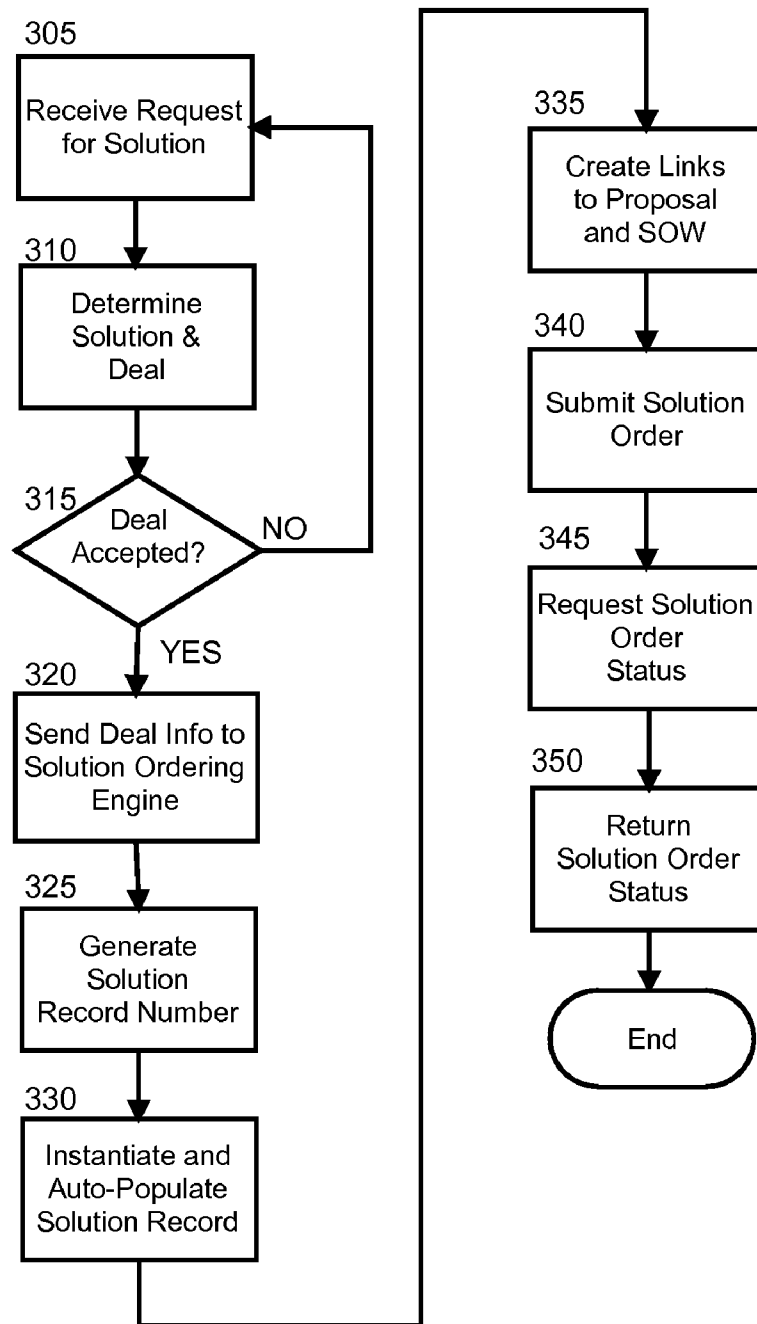 305
Receive Request
for Solution
310
Determine
Solution &
Deal
315
Deal
Accepted?
NO
YES
320
Send Deal Info to
Solution Ordering
Engine
325
Generate
Solution
Record Number
330
Instantiate and
Auto-Populate
Solution Record
335
Create Links
to Proposal
and SOW
340
Submit Solution
Order
345
Request Solution
Order
Status
350
Return
Solution Order
Status
End